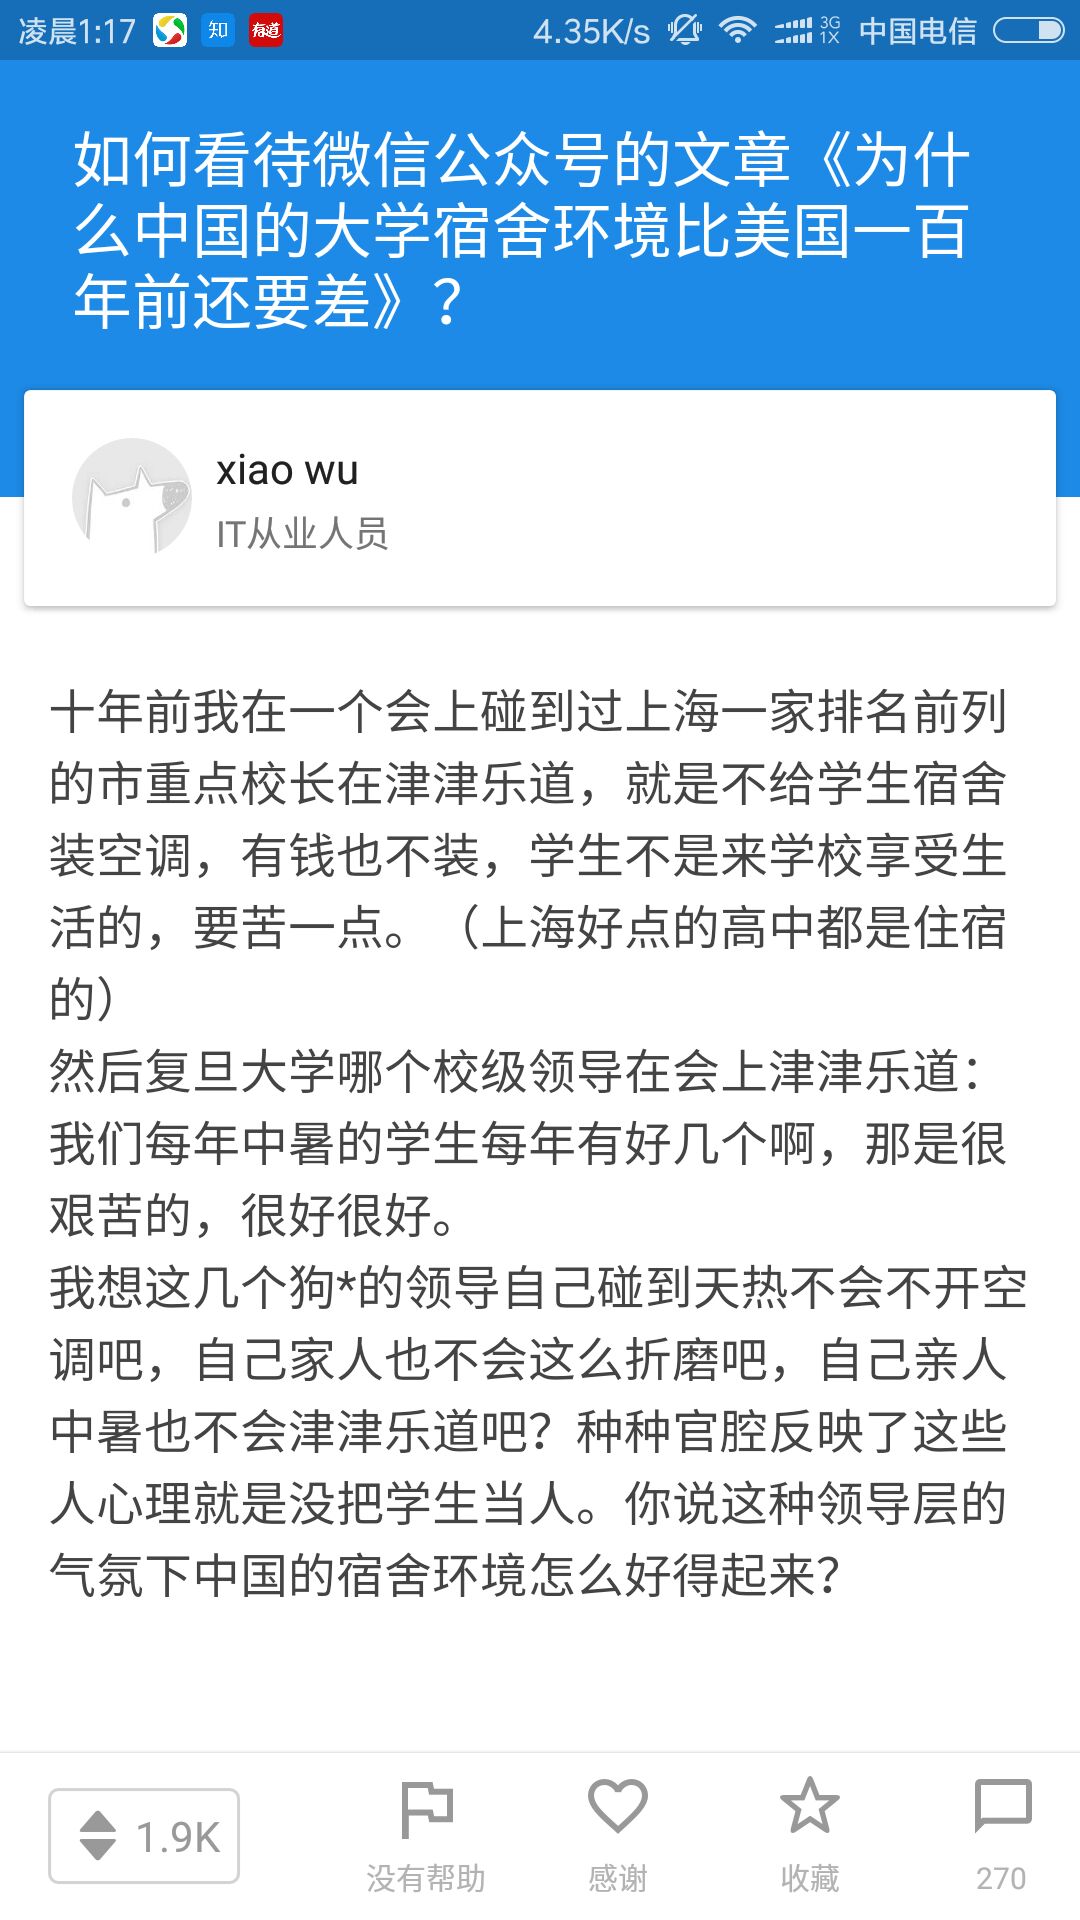 凌晨1:17 知 有道 4.35K/s 3G 1X 中国电信
如何看待微信公众号的文章《为什
么中国的大学宿舍环境比美国一百
年前还要差》？
xiao wu
IT从业人员
十年前我在一个会上碰到过上海一家排名前列
的市重点校长在津津乐道，就是不给学生宿舍
装空调，有钱也不装，学生不是来学校享受生
活的，要苦一点。（上海好点的高中都是住宿
的）
然后复旦大学哪个校级领导在会上津津乐道：
我们每年中暑的学生每年有好几个啊，那是很
艰苦的，很好很好。
我想这几个狗*的领导自己碰到天热不会不开空
调吧，自己家人也不会这么折磨吧，自己亲人
中暑也不会津津乐道吧？种种官腔反映了这些
人心理就是没把学生当人。你说这种领导层的
气氛下中国的宿舍环境怎么好得起来？
1.9K 没有帮助 感谢 收藏 270